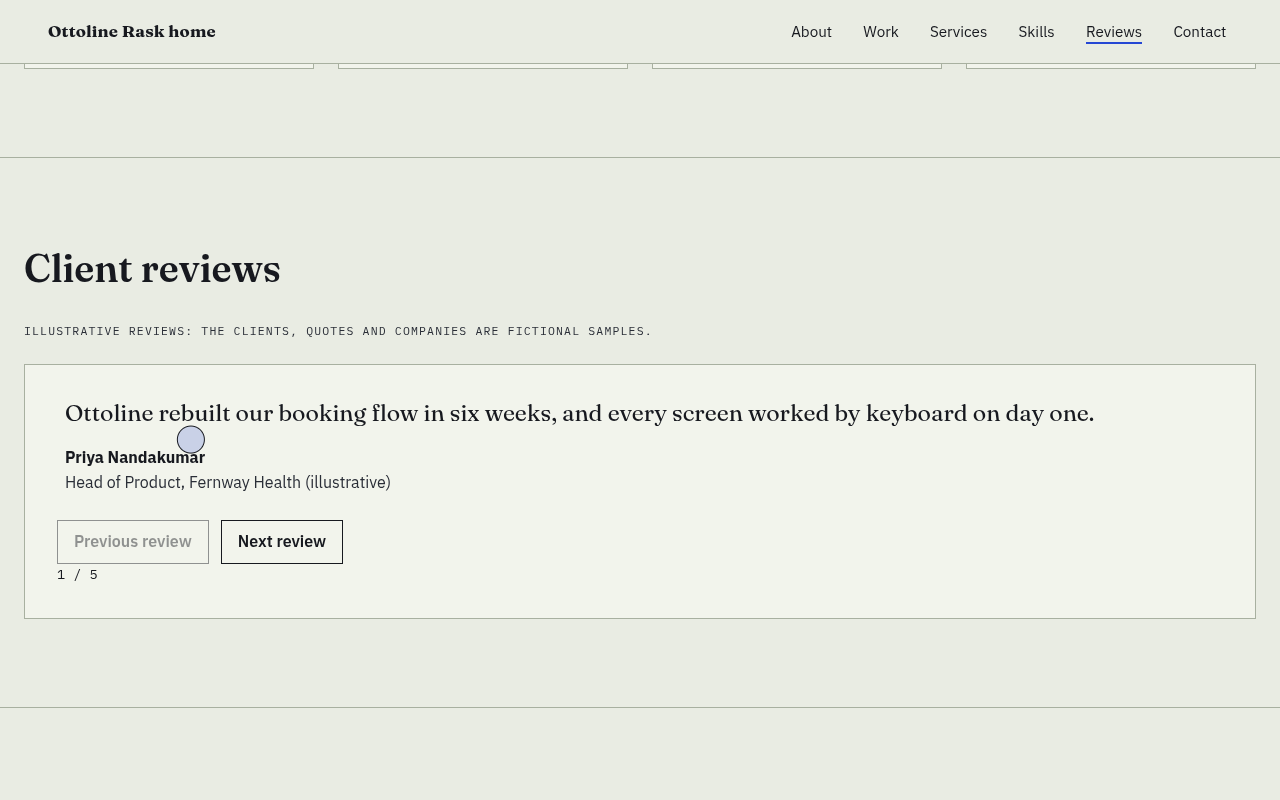 Ottoline Rask home
About Work Services Skills Reviews Contact
Client reviews
ILLUSTRATIVE REVIEWS: THE CLIENTS, QUOTES AND COMPANIES ARE FICTIONAL SAMPLES.
Ottoline rebuilt our booking flow in six weeks, and every screen worked by keyboard on day one.
Priya Nandakumar
Head of Product, Fernway Health (illustrative)
Previous review Next review
1 / 5